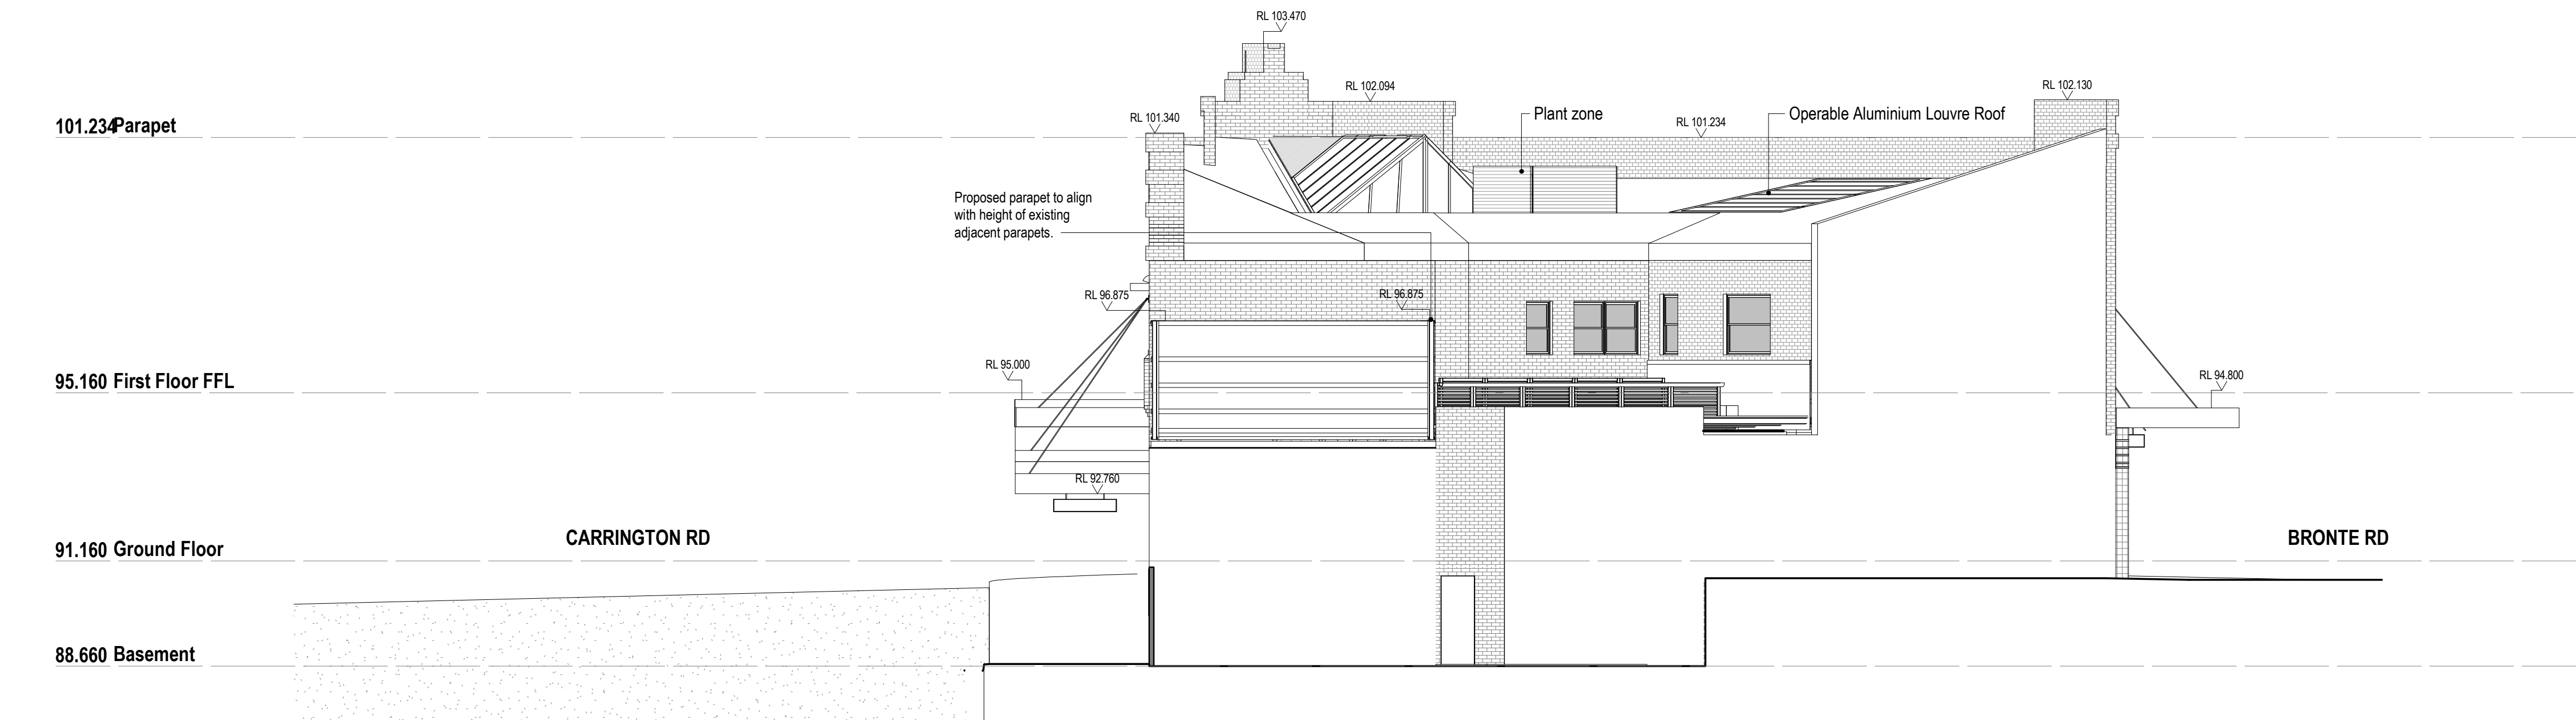 RL 103.470
RL 102.094
RL 102.130
RL 101.340
RL 101.234
Plant zone
Operable Aluminium Louvre Roof
101.234 Parapet
Proposed parapet to align
with height of existing
adjacent parapets.
RL 96.875
RL 96.875
RL 95.000
RL 94.800
95.160 First Floor FFL
RL 92.760
CARRINGTON RD
BRONTE RD
91.160 Ground Floor
88.660 Basement